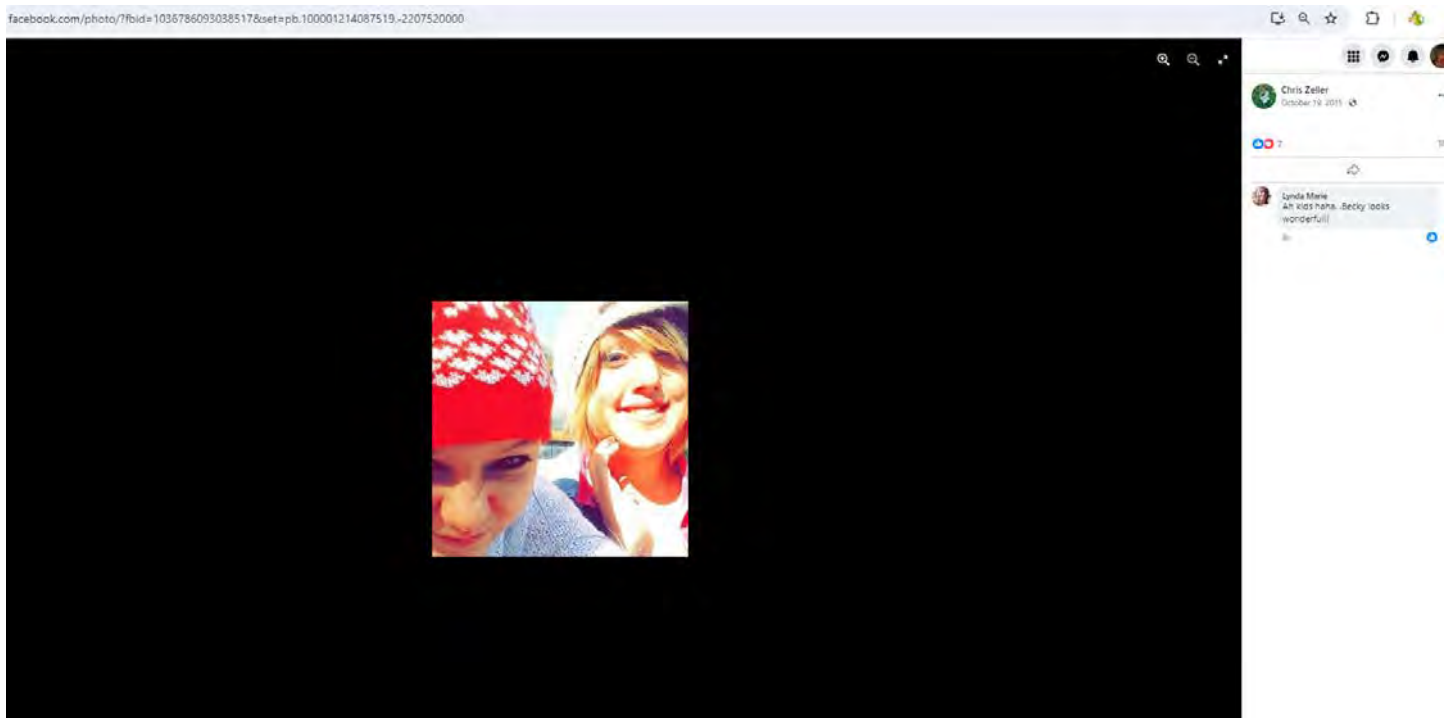 facebook.com/photo/?fbid=1036786093038517&set=pb.100001214087519.-2207520000
Chris Zeller
October 19, 2015
7
Lynda Marie
Ah kids haha. .Becky looks
wonderful!!